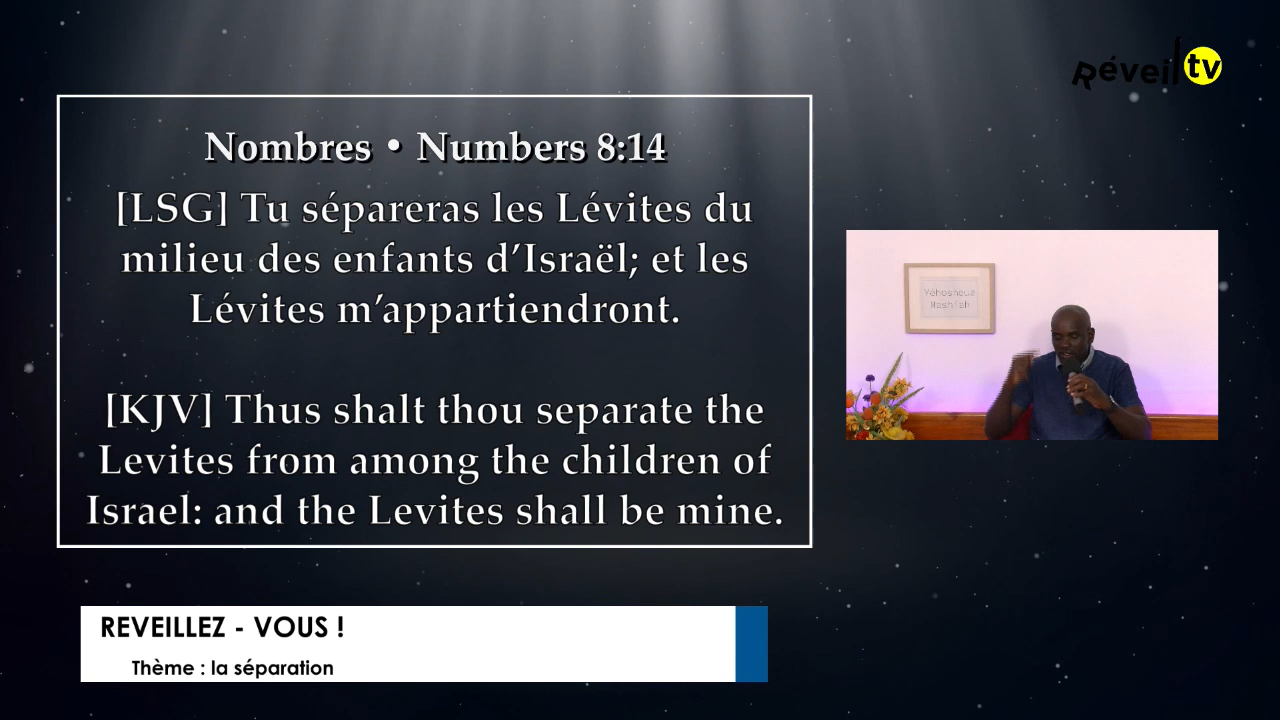 Réveil tv
Nombres • Numbers 8:14
[LSG] Tu sépareras les Lévites du
milieu des enfants d’Israël; et les
Lévites m’appartiendront.
[KJV] Thus shalt thou separate the
Levites from among the children of
Israel: and the Levites shall be mine.
Yéhoshoua
Mashiah
REVEILLEZ - VOUS !
Thème : la séparation